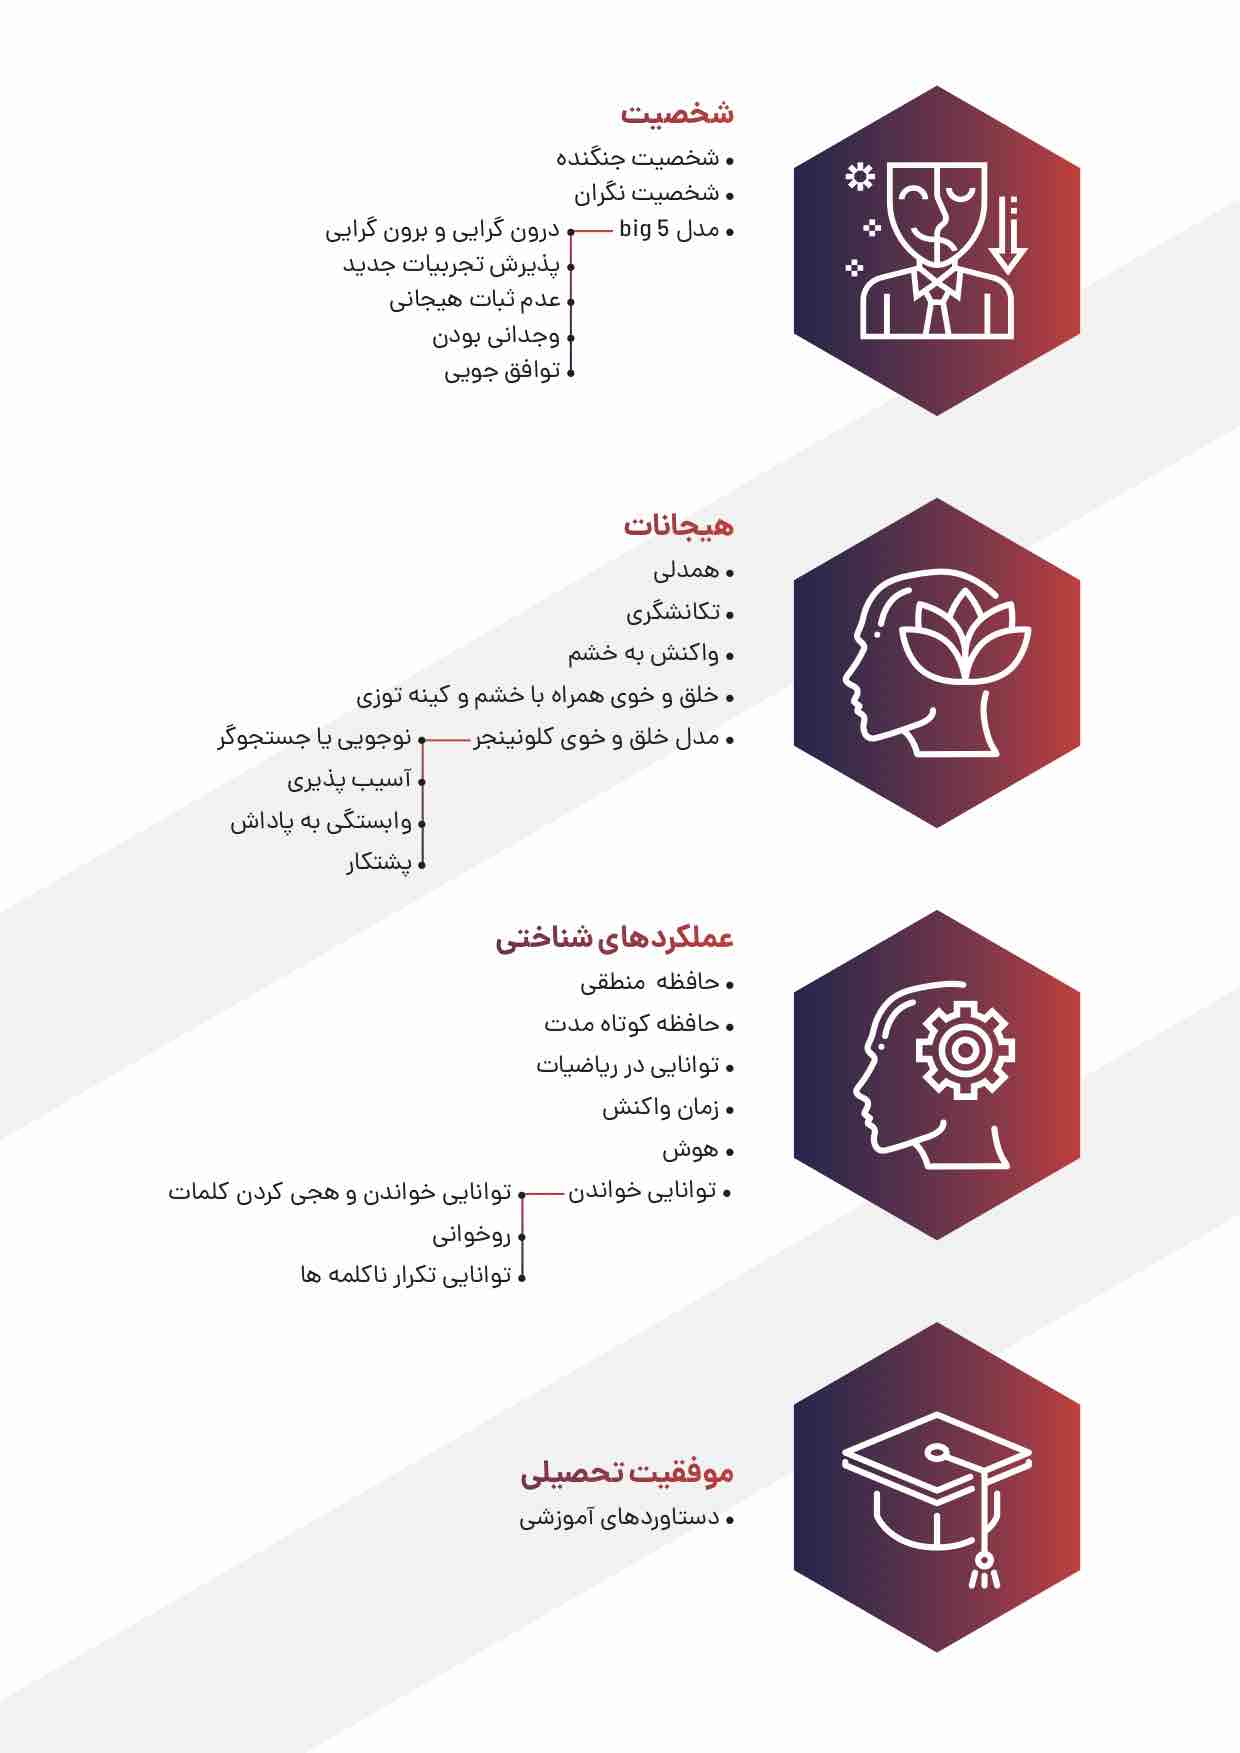 شخصیت
• شخصیت جنگنده
• شخصیت نگران
• مدل big 5 • درون گرایی و برون گرایی
• پذیرش تجربیات جدید
• عدم ثبات هیجانی
• وجدانی بودن
• توافق جویی
هیجانات
• همدلی
• تکانشگری
• واکنش به خشم
• خلق و خوی همراه با خشم و کینه توزی
• مدل خلق و خوی کلونینجر • نوجویی یا جستجوگر
• آسیب پذیری
• وابستگی به پاداش
• پشتکار
عملکردهای شناختی
• حافظه منطقی
• حافظه کوتاه مدت
• توانایی در ریاضیات
• زمان واکنش
• هوش
• توانایی خواندن • توانایی خواندن و هجی کردن کلمات
• روخوانی
• توانایی تکرار ناکلمه ها
موفقیت تحصیلی
• دستاوردهای آموزشی